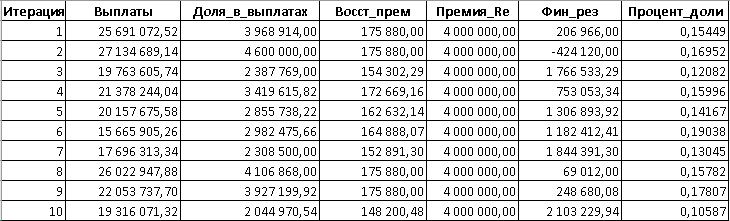 Итерация Выплаты Доля_в_выплатах Восст_прем Премия_Re Фин_рез Процент_доли
1 25 691 072,52 3 968 914,00 175 880,00 4 000 000,00 206 966,00 0,15449
2 27 134 689,14 4 600 000,00 175 880,00 4 000 000,00 -424 120,00 0,16952
3 19 763 605,74 2 387 769,00 154 302,29 4 000 000,00 1 766 533,29 0,12082
4 21 378 244,04 3 419 615,82 172 669,16 4 000 000,00 753 053,34 0,15996
5 20 157 675,58 2 855 738,22 162 632,14 4 000 000,00 1 306 893,92 0,14167
6 15 665 905,26 2 982 475,66 164 888,07 4 000 000,00 1 182 412,41 0,19038
7 17 696 313,34 2 308 500,00 152 891,30 4 000 000,00 1 844 391,30 0,13045
8 26 022 947,88 4 106 868,00 175 880,00 4 000 000,00 69 012,00 0,15782
9 22 053 737,70 3 927 199,92 175 880,00 4 000 000,00 248 680,08 0,17807
10 19 316 071,32 2 044 970,54 148 200,48 4 000 000,00 2 103 229,94 0,10587